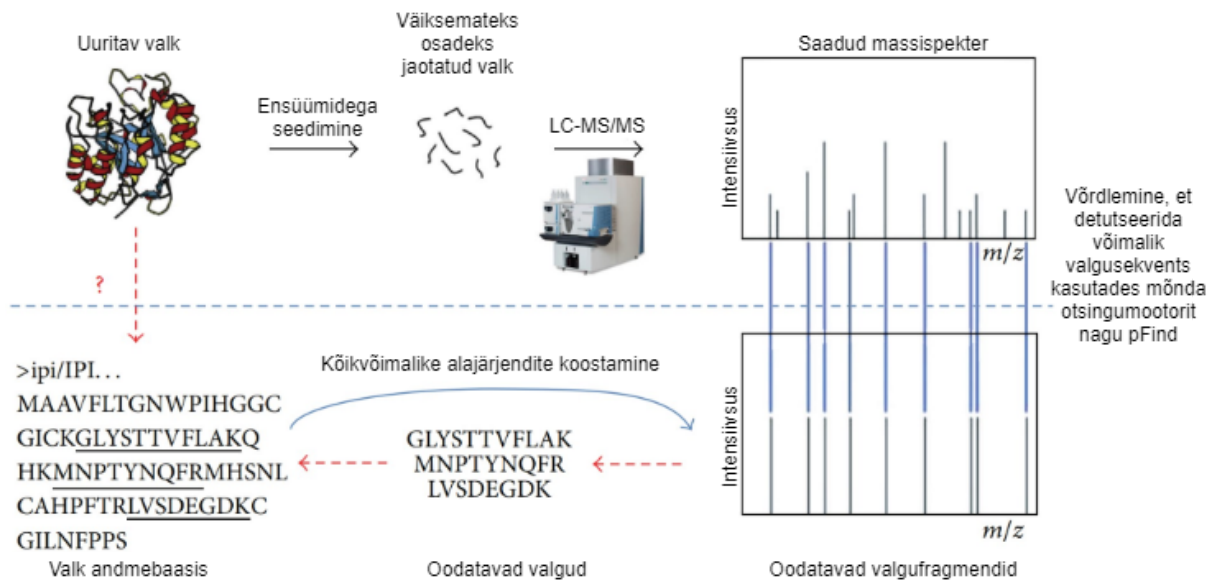 Uuritav valk
Ensüümidega
seedimine
Väiksemateks
osadeks
jaotatud valk
LC-MS/MS
Saadud massispekter
Intensiivsus
m/z
Võrdlemine, et
detutseerida
võimalik
valgusekvents
kasutades mõnda
otsingumootorit
nagu pFind
?
>ipi/IPI...
MAAVFLTGNWPIHGGC
GICKGLYSTTVFLAKQ
HKMNPTYNQFRMHSNL
CAHPFTRLVSDEGDKC
GILNFPPS
Valk andmebaasis
Kõikvõimalike alajärjendite koostamine
GLYSTTVFLAK
MNPTYNQFR
LVSDEGDK
Oodatavad valgud
Intensiivsus
m/z
Oodatavad valgufragmendid